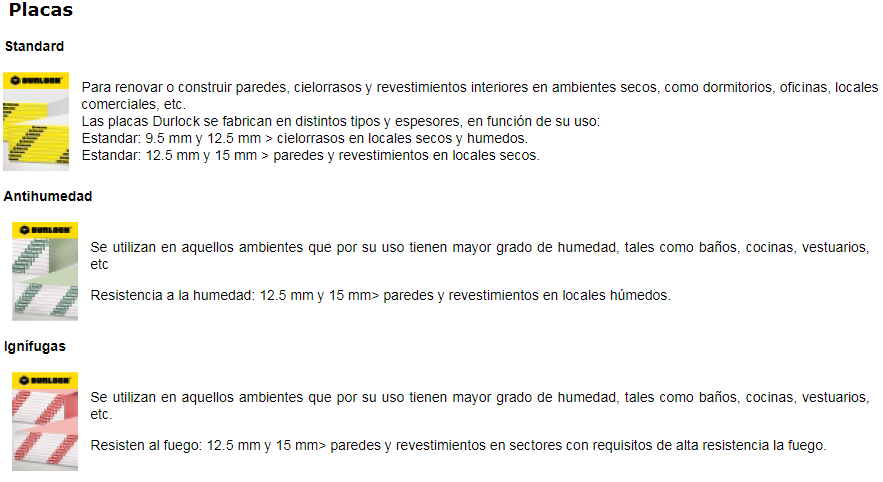 Placas
Standard
DURLOCK
Para renovar o construir paredes, cielorrasos y revestimientos interiores en ambientes secos, como dormitorios, oficinas, locales
comerciales, etc.
Las placas Durlock se fabrican en distintos tipos y espesores, en función de su uso:
Estandar: 9.5 mm y 12.5 mm > cielorrasos en locales secos y humedos.
Estandar: 12.5 mm y 15 mm > paredes y revestimientos en locales secos.
Antihumedad
DURLOCK
Se utilizan en aquellos ambientes que por su uso tienen mayor grado de humedad, tales como baños, cocinas, vestuarios,
etc
Resistencia a la humedad: 12.5 mm y 15 mm> paredes y revestimientos en locales húmedos.
Ignífugas
DURLOCK
Se utilizan en aquellos ambientes que por su uso tienen mayor grado de humedad, tales como baños, cocinas, vestuarios,
etc.
Resisten al fuego: 12.5 mm y 15 mm> paredes y revestimientos en sectores con requisitos de alta resistencia la fuego.